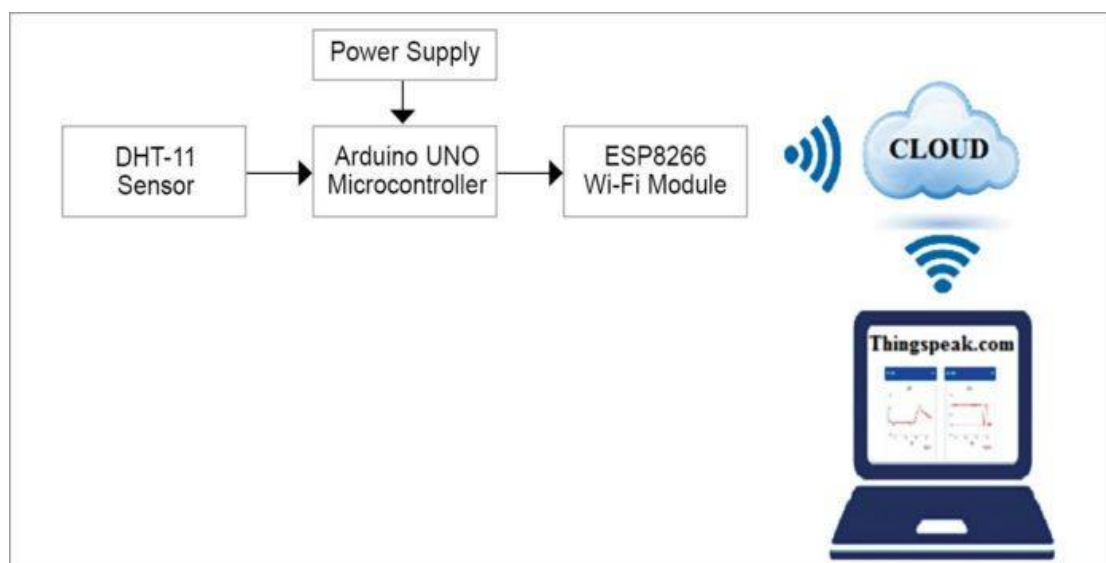 Power Supply
DHT-11
Sensor
Arduino UNO
Microcontroller
ESP8266
Wi-Fi Module
CLOUD
Thingspeak.com